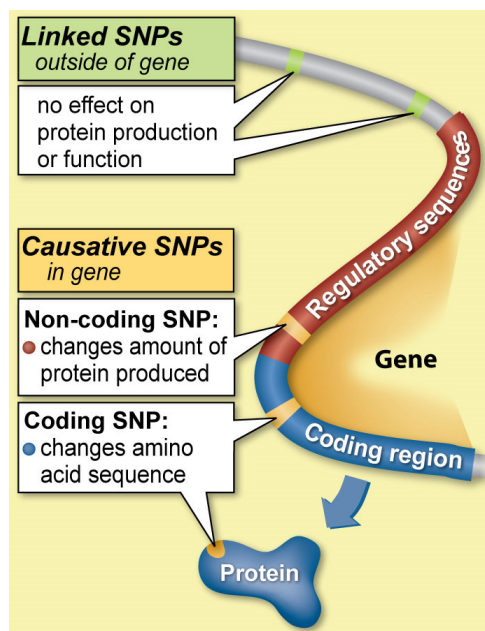 Linked SNPs
outside of gene
no effect on
protein production
or function
Regulatory sequences
Causative SNPs
in gene
Non-coding SNP:
changes amount of
protein produced
Gene
Coding SNP:
changes amino
acid sequence
Coding region
Protein